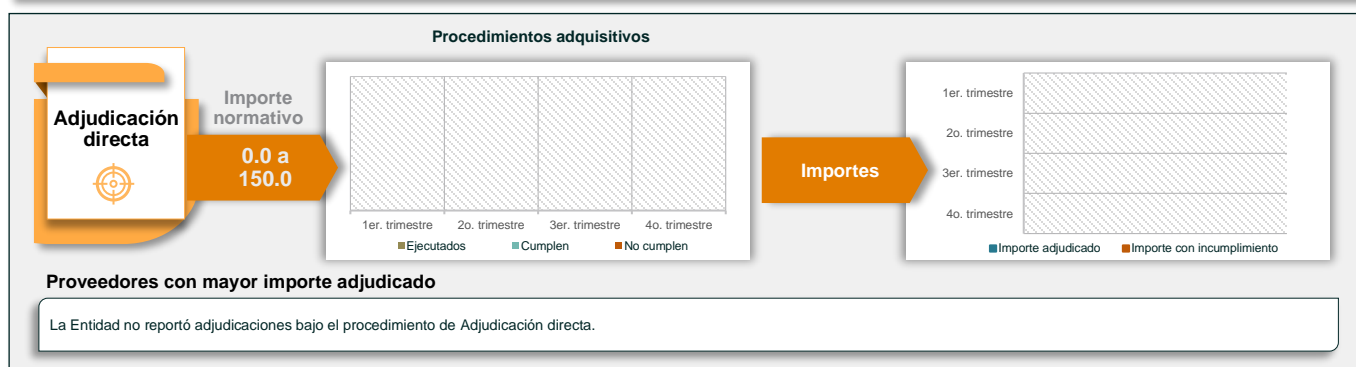 Procedimientos adquisitivos
Adjudicación
directa
Importe
normativo
0.0 a
150.0
1er. trimestre 2o. trimestre 3er. trimestre 4o. trimestre
Ejecutados Cumplen No cumplen
Importes
1er. trimestre
2o. trimestre
3er. trimestre
4o. trimestre
Importe adjudicado Importe con incumplimiento
Proveedores con mayor importe adjudicado
La Entidad no reportó adjudicaciones bajo el procedimiento de Adjudicación directa.